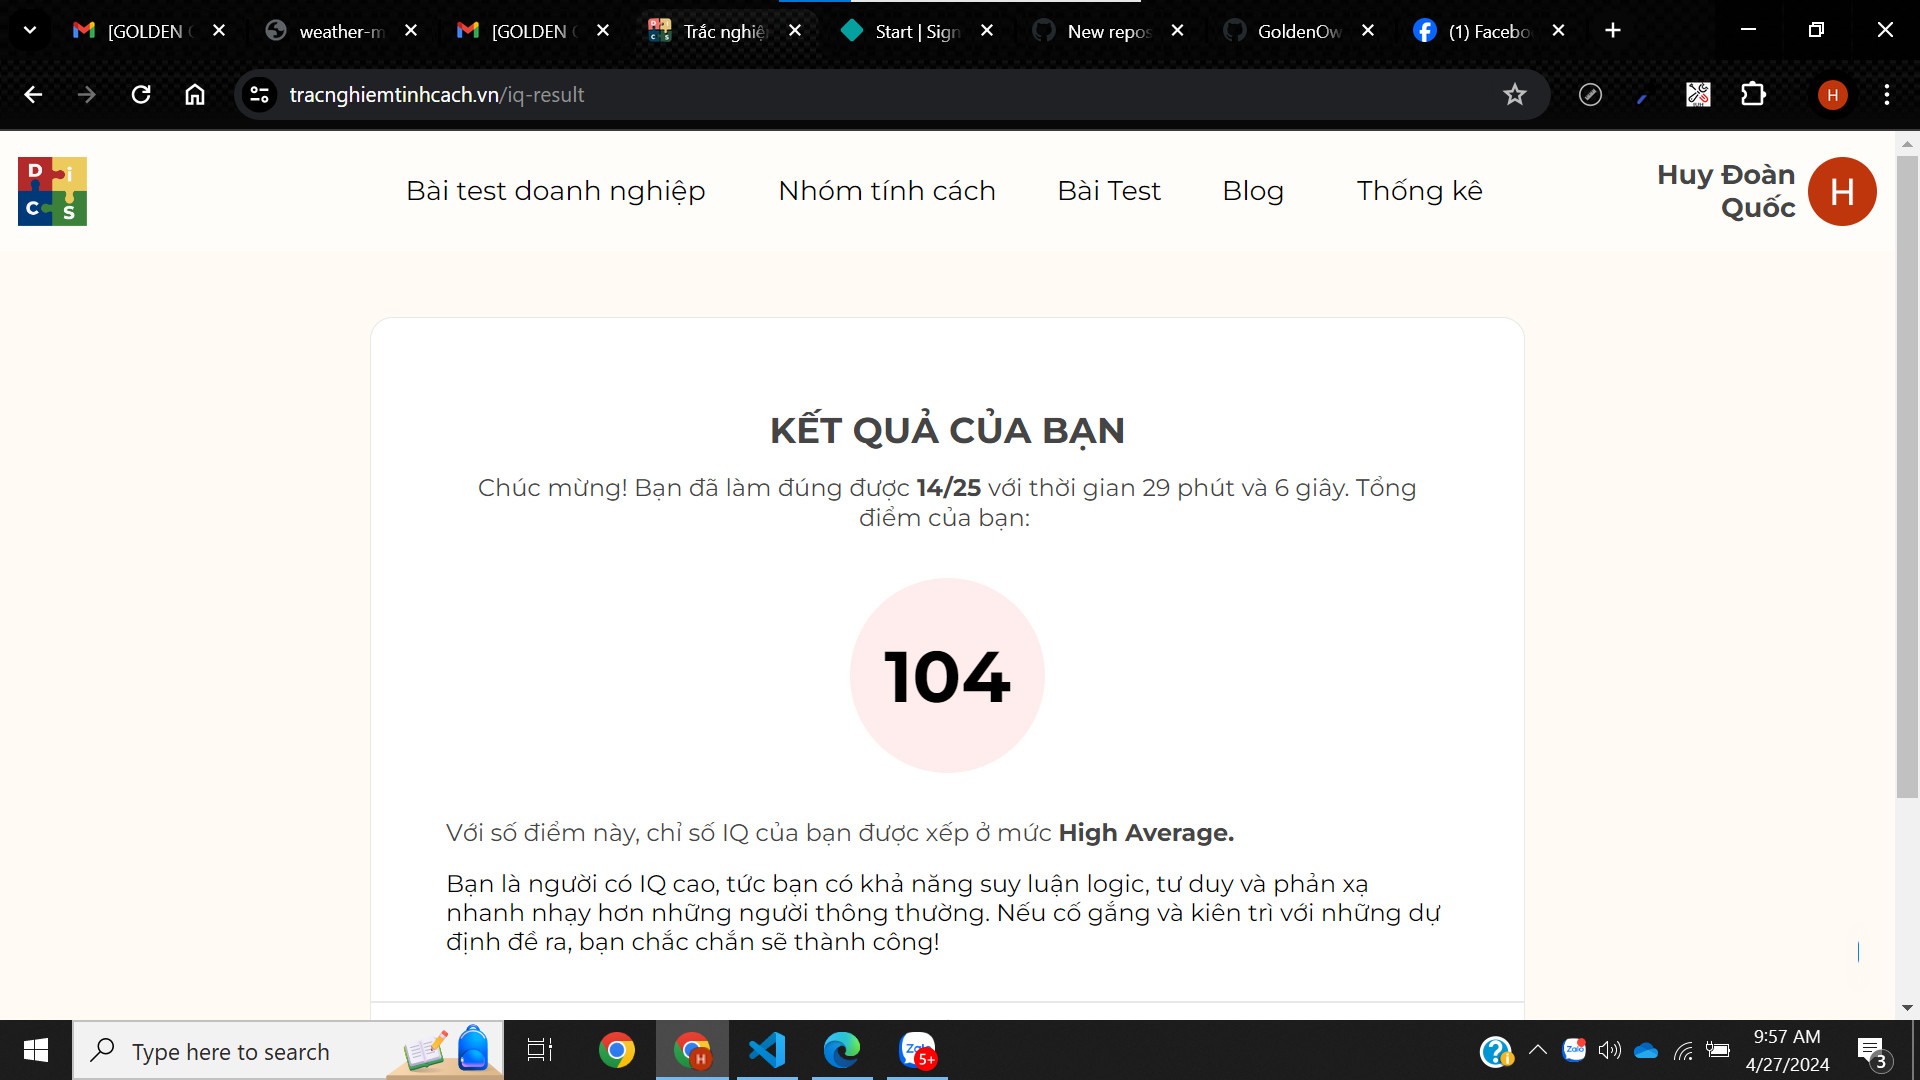 [GOLDEN
weather-m
[GOLDEN
Trắc nghiệ
Start | Sign
New repos
GoldenOw
(1) Facebo
tracnghiemtinhcach.vn/iq-result
H
D i
C S
Bài test doanh nghiệp
Nhóm tính cách
Bài Test
Blog
Thống kê
Huy Đoàn
Quốc
H
KẾT QUẢ CỦA BẠN
Chúc mừng! Bạn đã làm đúng được 14/25 với thời gian 29 phút và 6 giây. Tổng
điểm của bạn:
104
Với số điểm này, chỉ số IQ của bạn được xếp ở mức High Average.
Bạn là người có IQ cao, tức bạn có khả năng suy luận logic, tư duy và phản xạ
nhanh nhạy hơn những người thông thường. Nếu cố gắng và kiên trì với những dự
định đề ra, bạn chắc chắn sẽ thành công!
Type here to search
H
5+
Zalo
9:57 AM
4/27/2024
3